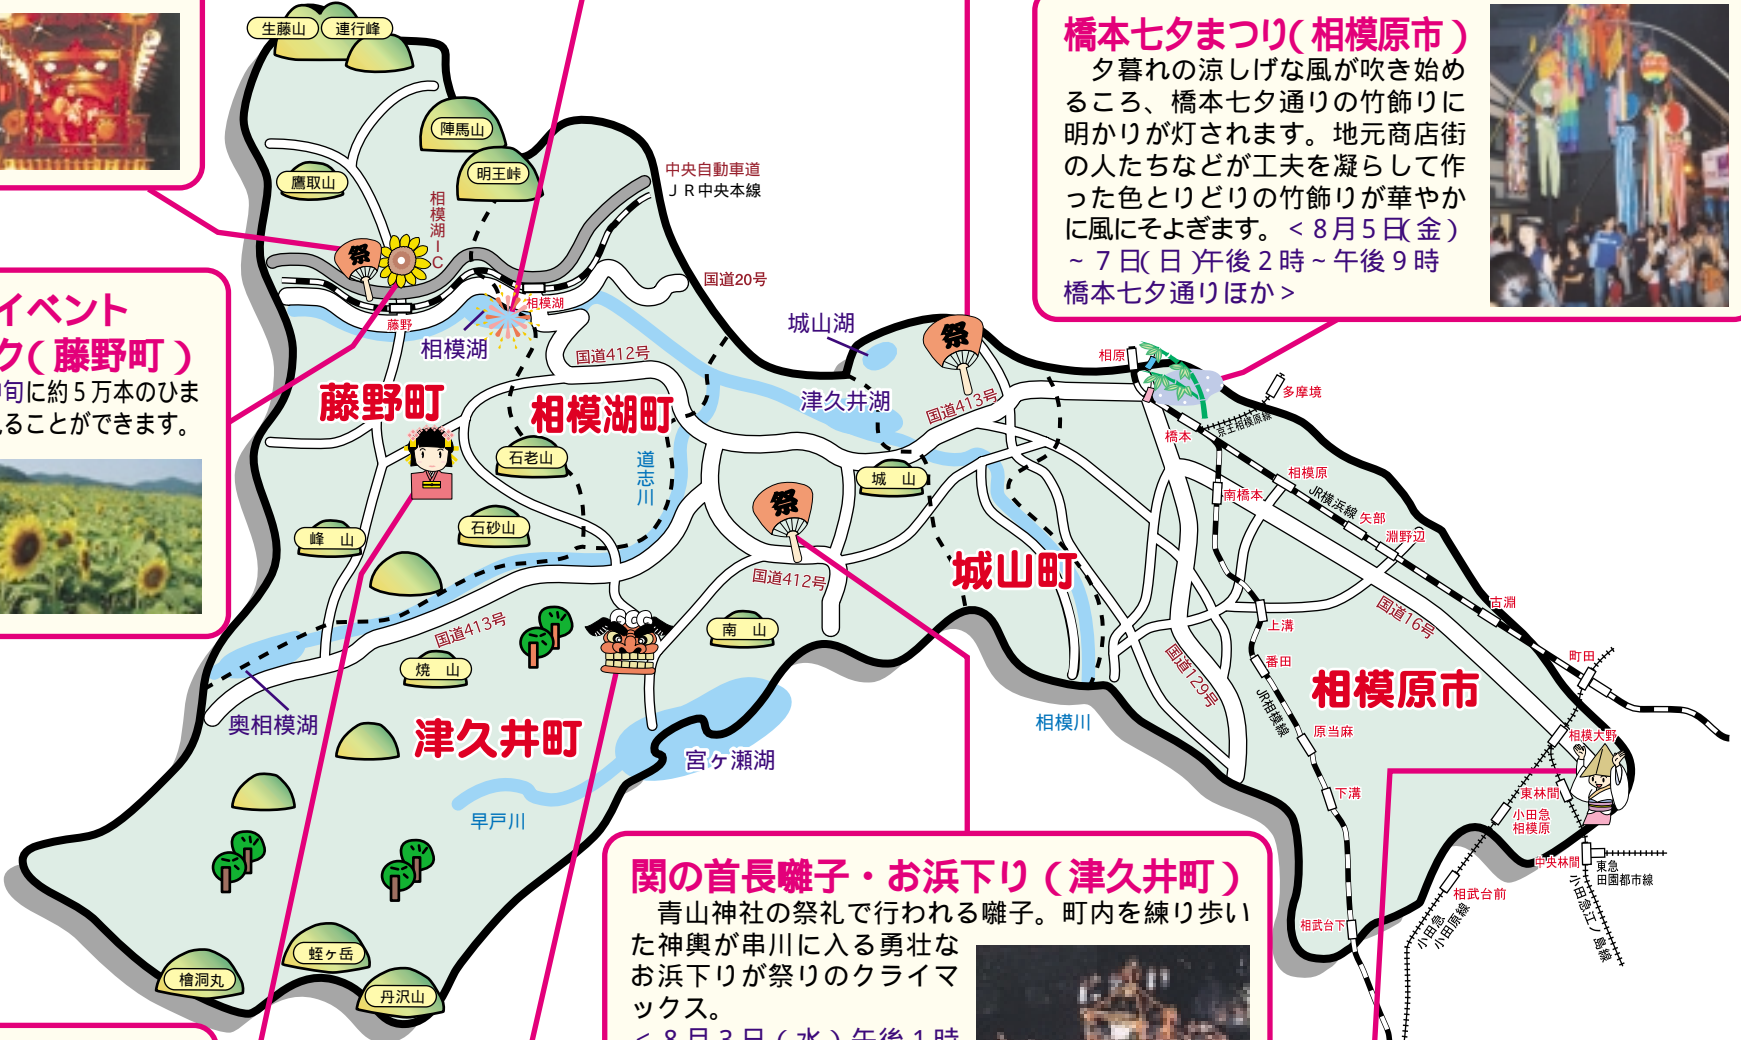 橋本七夕まつり(相模原市)
夕暮れの涼しげな風が吹き始め
るころ、橋本七夕通りの竹飾りに
明かりが灯されます。地元商店街
の人たちなどが工夫を凝らして作
った色とりどりの竹飾りが華やか
に風にそよぎます。<8月5日(金)
~7日(日)午後2時~午後9時
橋本七夕通りほか>
イベント
ク(藤野町)
旬に約5万本のひま
ることができます。
生藤山
連行峰
陣馬山
明王峠
鷹取山
相模湖IC
中央自動車道
JR中央本線
祭
藤野
相模湖
相模湖
国道20号
国道412号
城山湖
祭
津久井湖
国道413号
藤野町
相模湖町
石老山
道志川
石砂山
峰山
城山
祭
国道412号
城山町
相原
多摩境
京王相模原線
橋本
相模原
南橋本
JR横浜線
矢部
淵野辺
古淵
国道16号
上溝
番田
国道129号
JR相模線
原当麻
相模原市
町田
相模大野
東林間
小田急
相模原
下溝
中央林間
東急
田園都市線
相武台前
小田急
小田原線
小田急江ノ島線
相武台下
国道413号
焼山
南山
奥相模湖
津久井町
宮ヶ瀬湖
早戸川
相模川
檜洞丸
蛭ヶ岳
丹沢山
関の首長囃子・お浜下り(津久井町)
青山神社の祭礼で行われる囃子。町内を練り歩い
た神輿が串川に入る勇壮な
お浜下りが祭りのクライマ
ックス。
<8月3日(水)午後1時